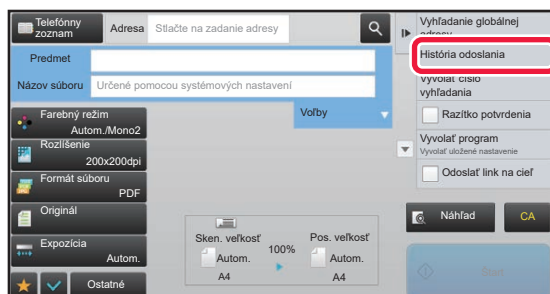 Telefónny
zoznam
Adresa
Stlačte na zadanie adresy
Predmet
Názov súboru
Určené pomocou systémových nastavení
Voľby
Farebný režim
Autom./Mono2
Rozlíšenie
200x200dpi
Formát súboru
PDF
Originál
Expozícia
Autom.
Ostatné
Sken. veľkosť
Autom.
A4
100%
Pos. veľkosť
Autom.
A4
Vyhľadanie globálnej
adresy
História odoslania
Vyvolať číslo
vyhľadania
Razítko potvrdenia
Vyvolať program
Vyvolať uložené nastavenie
Odoslať link na cieľ
Náhľad
CA
Štart